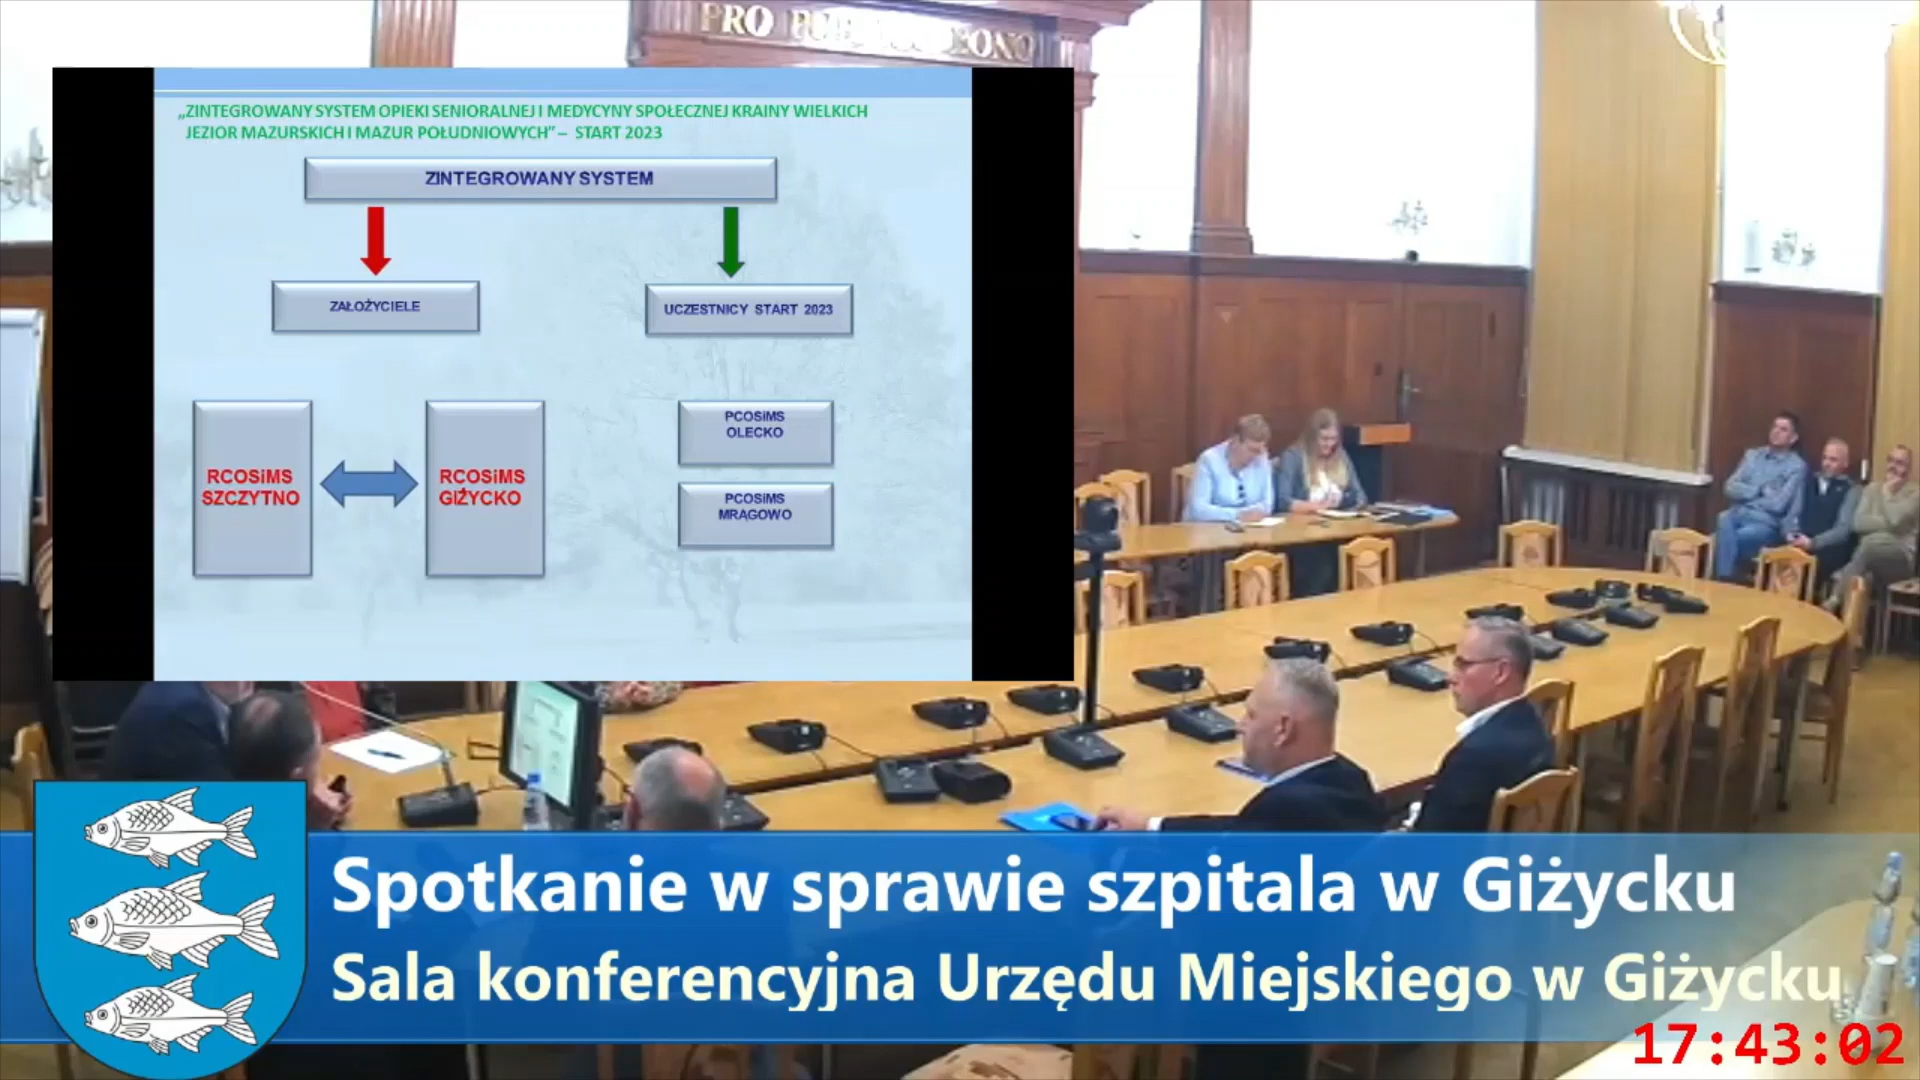 PRO
„ZINTEGROWANY SYSTEM OPIEKI SENIORALNEJ I MEDYCYNY SPOŁECZNEJ KRAINY WIELKICH
JEZIOR MAZURSKICH I MAZUR POŁUDNIOWYCH” – START 2023
ZINTEGROWANY SYSTEM
ZAŁOŻYCIELE
UCZESTNICY START 2023
RCOSiMS
SZCZYTNO
RCOSiMS
GIŻYCKO
PCOSiMS
OLECKO
PCOSiMS
MRĄGOWO
Spotkanie w sprawie szpitala w Giżycku
Sala konferencyjna Urzędu Miejskiego w Giżycku
17:43:02